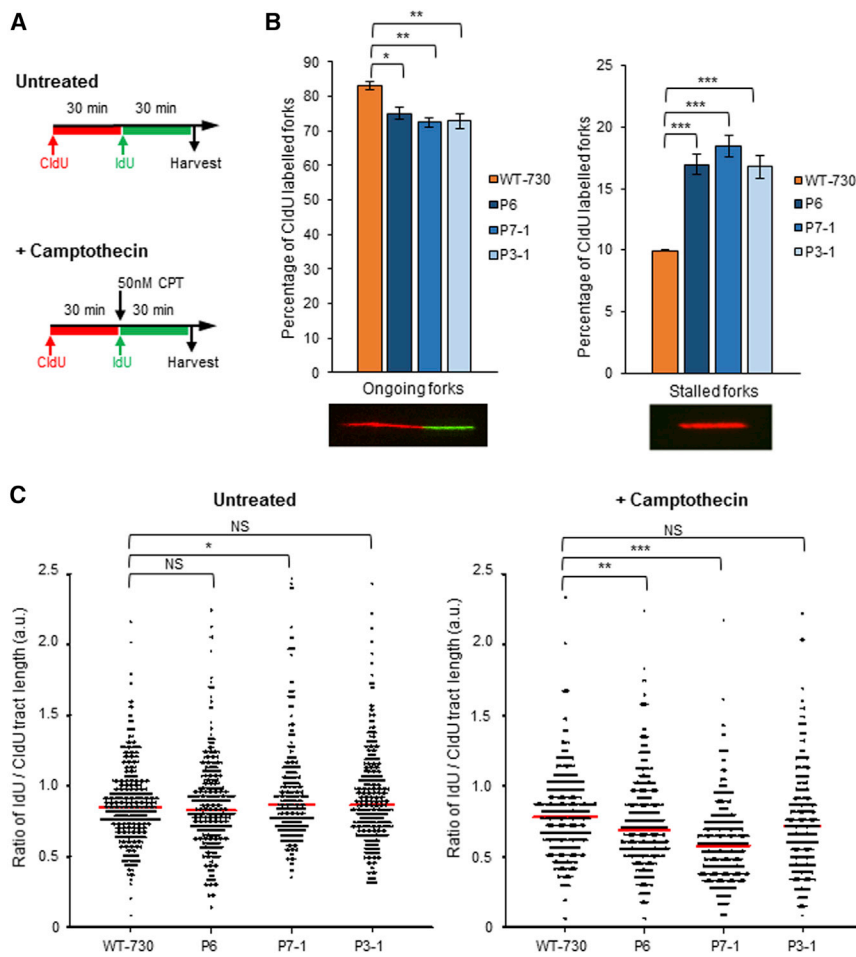 A
Untreated
30 min 30 min
CldU
IdU
Harvest
+ Camptothecin
50nM CPT
30 min 30 min
CldU
IdU
Harvest
B
Percentage of CldU labelled forks
90
80
70
60
50
40
30
20
10
0
**
**
*
WT-730
P6
P7-1
P3-1
Ongoing forks
Percentage of CldU labelled forks
25
20
15
10
5
0
***
***
***
WT-730
P6
P7-1
P3-1
Stalled forks
C
Untreated
NS
*
NS
Ratio of IdU / CldU tract length (a.u.)
2.5
2.0
1.5
1.0
0.5
0
WT-730 P6 P7-1 P3-1
+ Camptothecin
NS
***
**
Ratio of IdU / CldU tract length (a.u.)
2.5
2.0
1.5
1.0
0.5
0
WT-730 P6 P7-1 P3-1